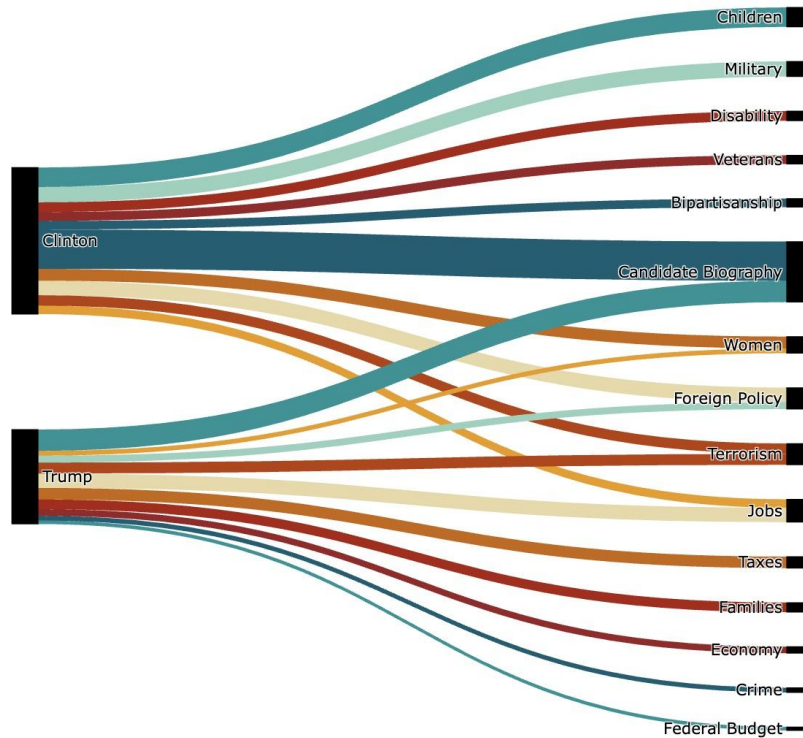 Children
Military
Disability
Veterans
Bipartisanship
Clinton
Candidate Biography
Women
Foreign Policy
Terrorism
Trump
Jobs
Taxes
Families
Economy
Crime
Federal Budget